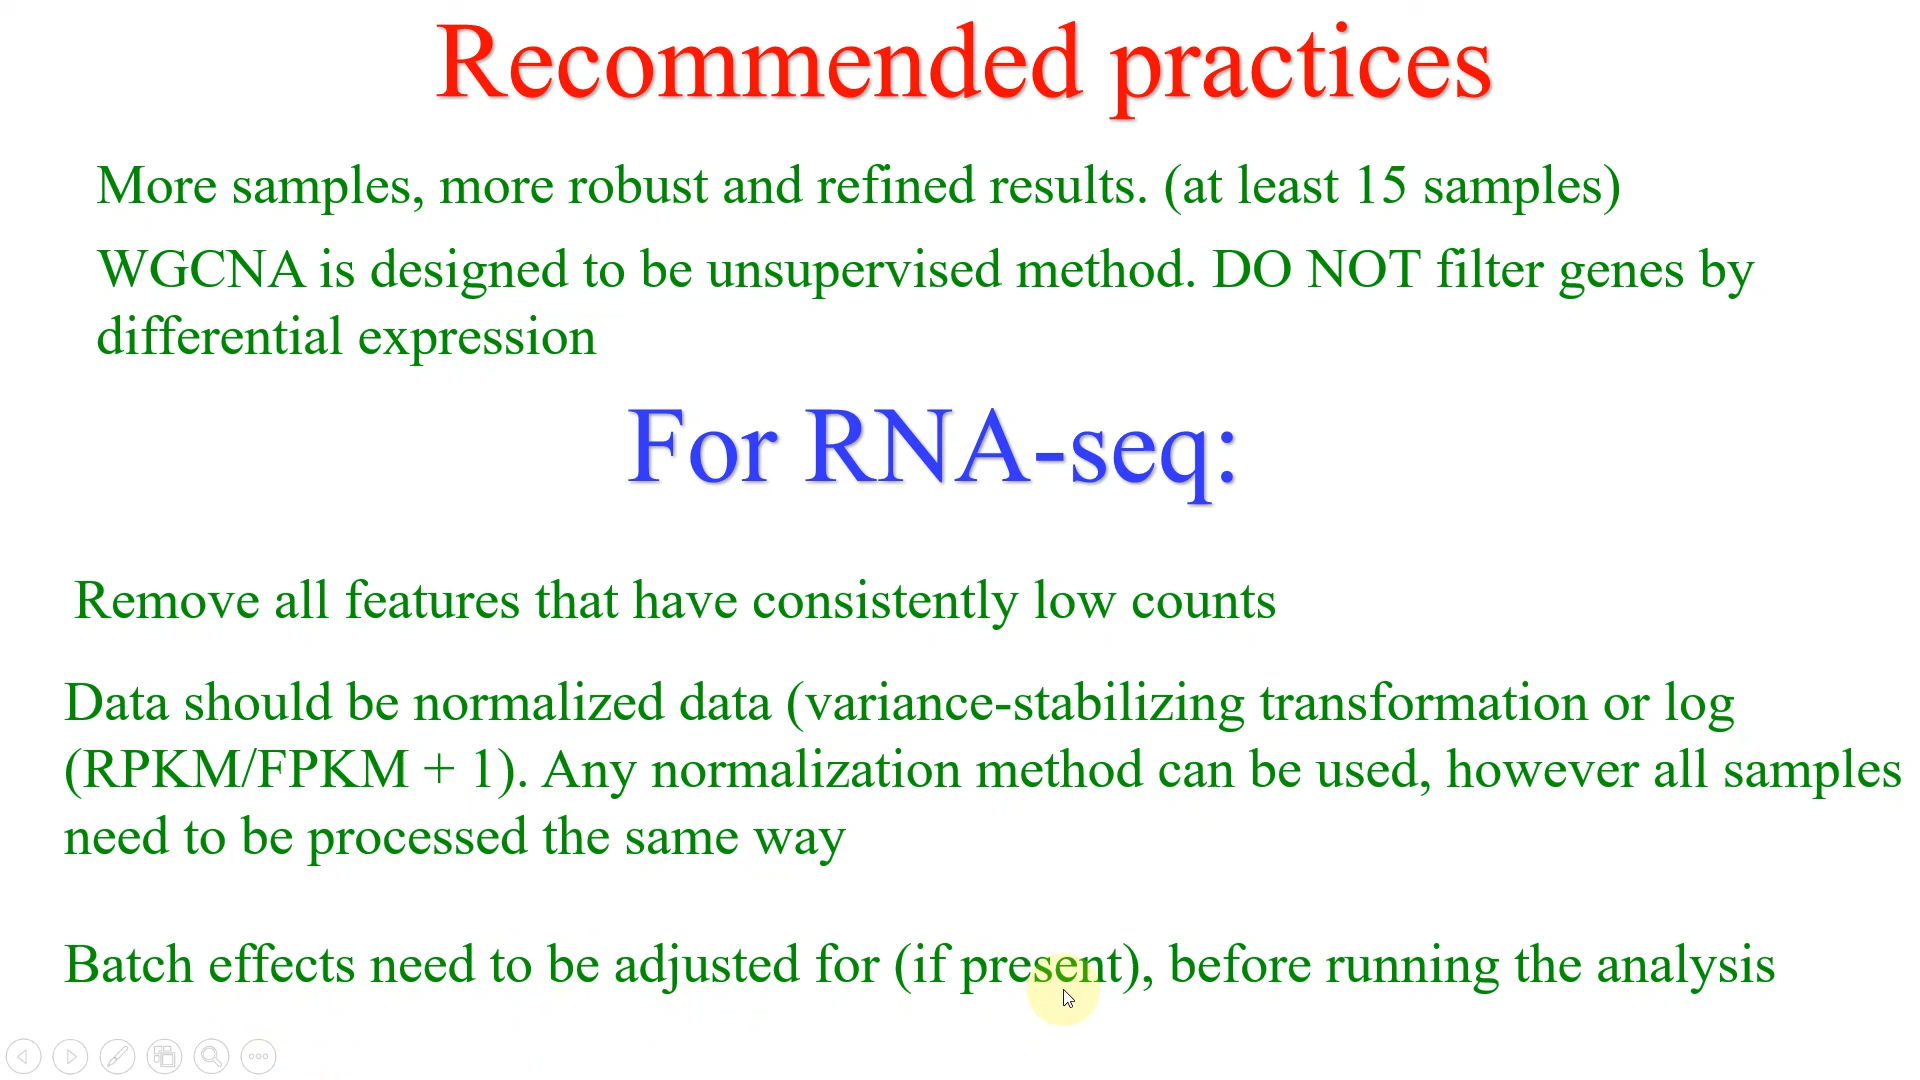 Recommended practices
More samples, more robust and refined results. (at least 15 samples)
WGCNA is designed to be unsupervised method. DO NOT filter genes by
differential expression
For RNA-seq:
Remove all features that have consistently low counts
Data should be normalized data (variance-stabilizing transformation or log
(RPKM/FPKM + 1). Any normalization method can be used, however all samples
need to be processed the same way
Batch effects need to be adjusted for (if present), before running the analysis